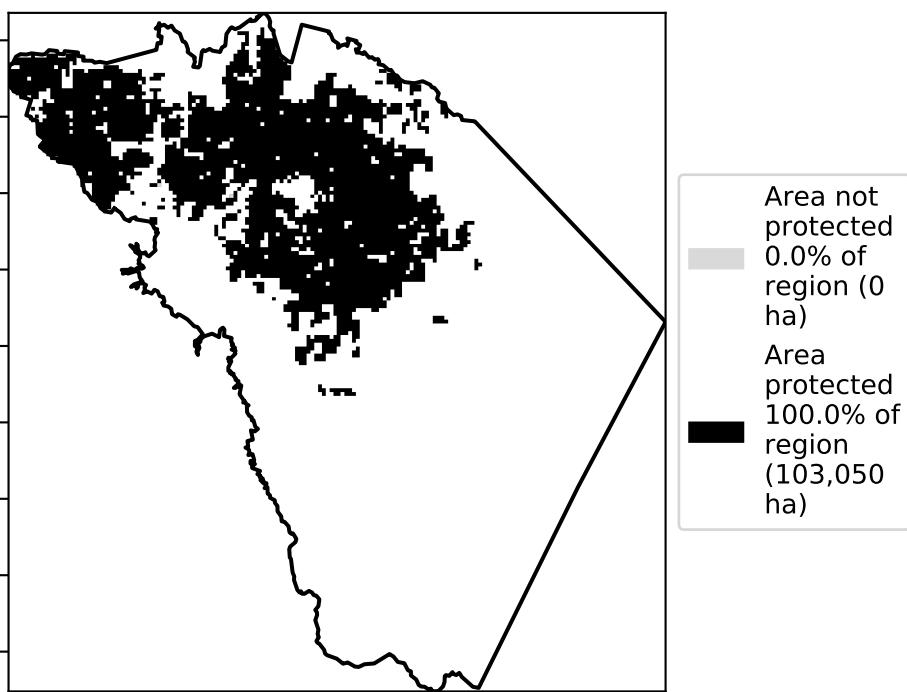 Area not
protected
0.0% of
region (0
ha)
Area
protected
100.0% of
region
(103,050
ha)